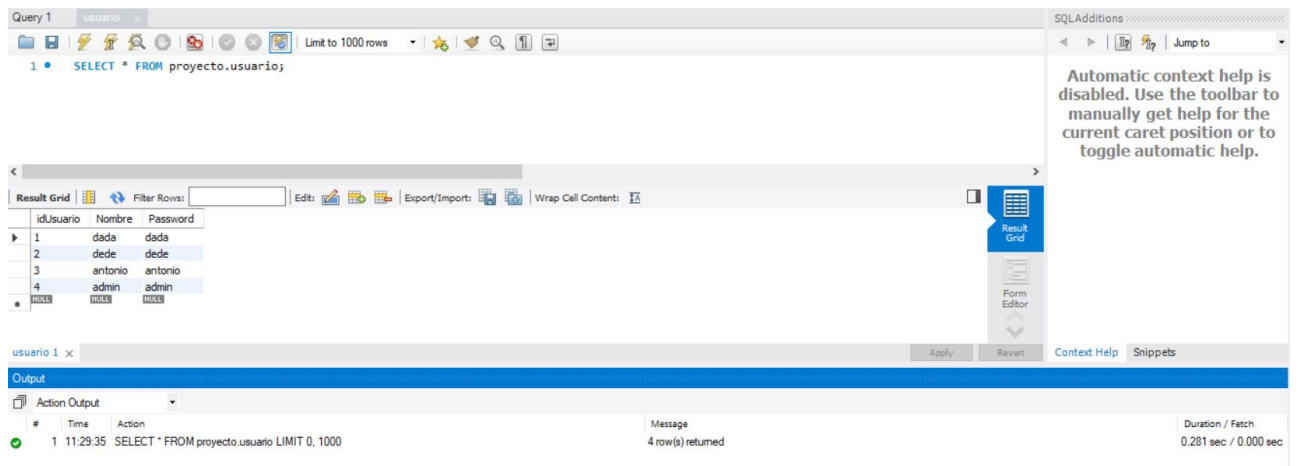 Query 1 usuario
Limit to 1000 rows
1 SELECT * FROM proyecto.usuario;
SQLAdditions
Jump to
Automatic context help is
disabled. Use the toolbar to
manually get help for the
current caret position or to
toggle automatic help.
Result Grid Filter Rows: Edit: Export/Import: Wrap Cell Content:
idUsuario Nombre Password
1 dada dada
2 dede dede
3 antonio antonio
4 admin admin
NULL NULL NULL
Result
Grid
Form
Editor
usuario 1 Apply Revert
Context Help Snippets
Output
Action Output
# Time Action Message Duration / Fetch
1 11:29:35 SELECT * FROM proyecto.usuario LIMIT 0, 1000 4 row(s) returned 0.281 sec / 0.000 sec